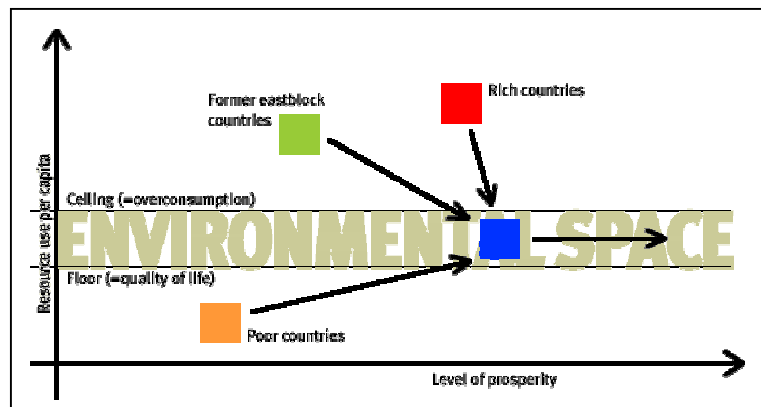 Rich countries
Former eastblock
countries
Resource use per capita
Ceiling (=overconsumption)
ENVIRONMENTAL SPACE
Floor (=quality of life)
Poor countries
Level of prosperity